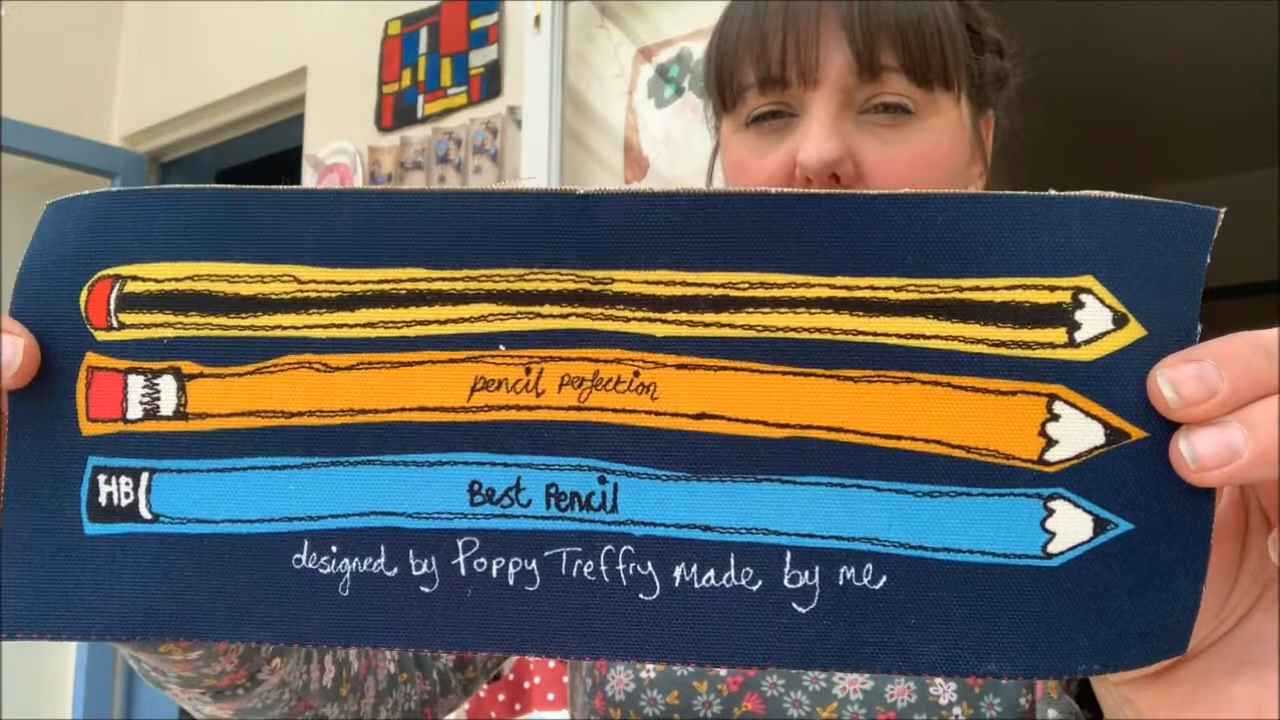 pencil perfection
HB
Best Pencil
designed by Poppy Treffry made by me